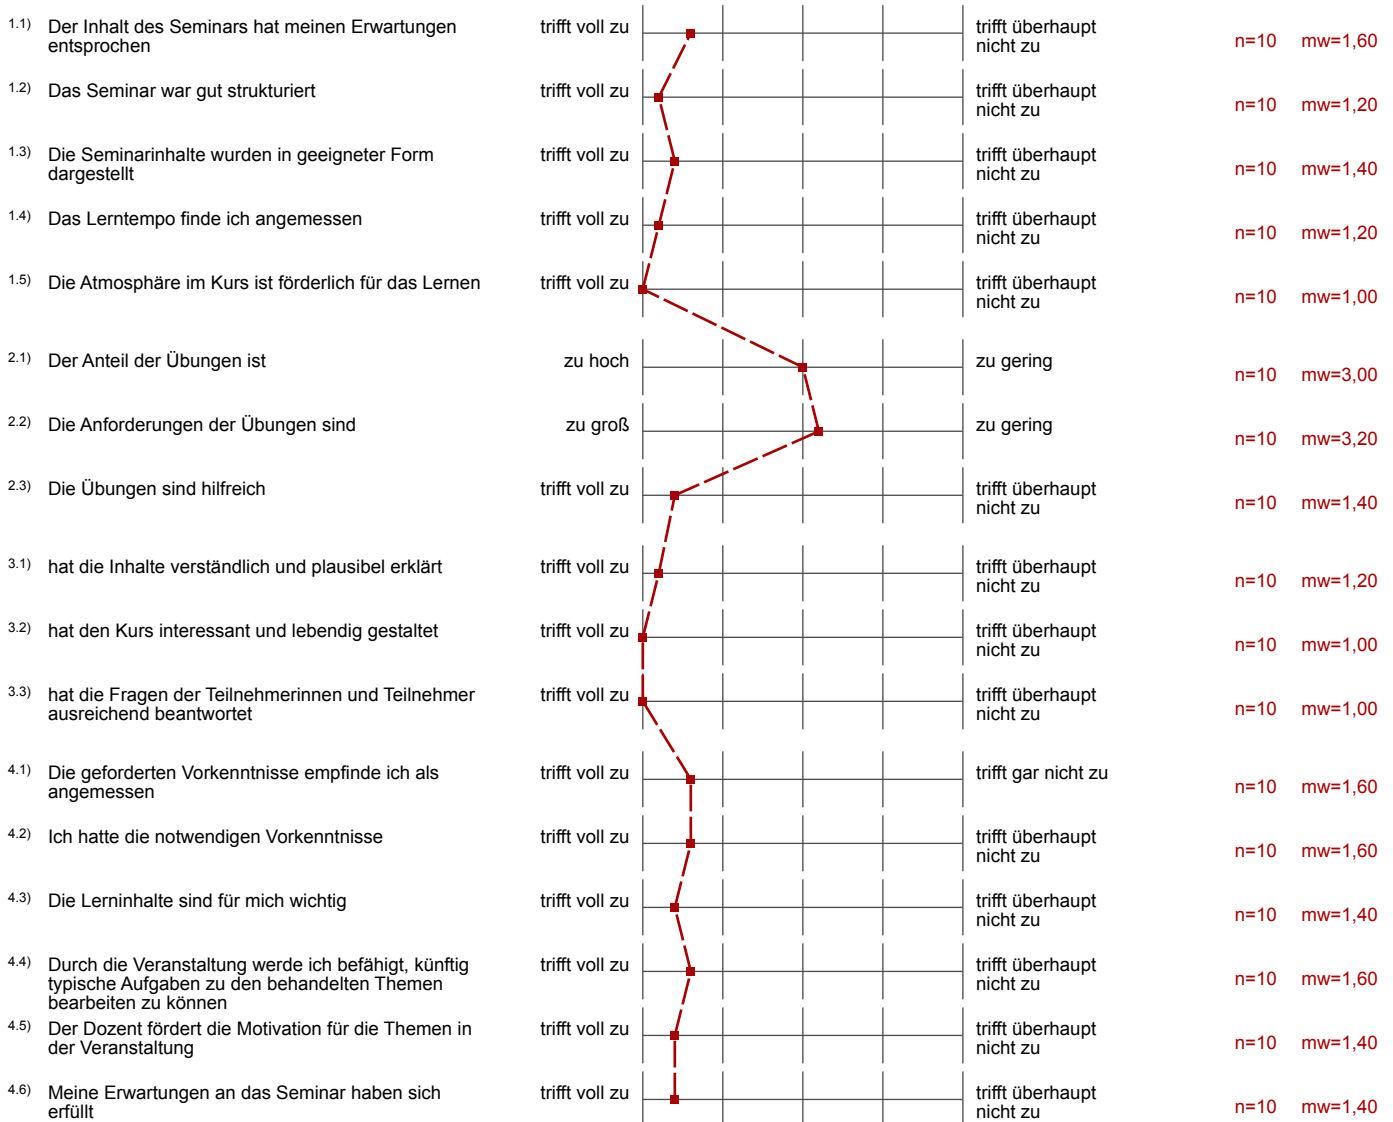 1.1) Der Inhalt des Seminars hat meinen Erwartungen
entsprochen
trifft voll zu
trifft überhaupt
nicht zu
n=10 mw=1,60
1.2) Das Seminar war gut strukturiert
trifft voll zu
trifft überhaupt
nicht zu
n=10 mw=1,20
1.3) Die Seminarinhalte wurden in geeigneter Form
dargestellt
trifft voll zu
trifft überhaupt
nicht zu
n=10 mw=1,40
1.4) Das Lerntempo finde ich angemessen
trifft voll zu
trifft überhaupt
nicht zu
n=10 mw=1,20
1.5) Die Atmosphäre im Kurs ist förderlich für das Lernen
trifft voll zu
trifft überhaupt
nicht zu
n=10 mw=1,00
2.1) Der Anteil der Übungen ist
zu hoch
zu gering
n=10 mw=3,00
2.2) Die Anforderungen der Übungen sind
zu groß
zu gering
n=10 mw=3,20
2.3) Die Übungen sind hilfreich
trifft voll zu
trifft überhaupt
nicht zu
n=10 mw=1,40
3.1) hat die Inhalte verständlich und plausibel erklärt
trifft voll zu
trifft überhaupt
nicht zu
n=10 mw=1,20
3.2) hat den Kurs interessant und lebendig gestaltet
trifft voll zu
trifft überhaupt
nicht zu
n=10 mw=1,00
3.3) hat die Fragen der Teilnehmerinnen und Teilnehmer
ausreichend beantwortet
trifft voll zu
trifft überhaupt
nicht zu
n=10 mw=1,00
4.1) Die geforderten Vorkenntnisse empfinde ich als
angemessen
trifft voll zu
trifft gar nicht zu
n=10 mw=1,60
4.2) Ich hatte die notwendigen Vorkenntnisse
trifft voll zu
trifft überhaupt
nicht zu
n=10 mw=1,60
4.3) Die Lerninhalte sind für mich wichtig
trifft voll zu
trifft überhaupt
nicht zu
n=10 mw=1,40
4.4) Durch die Veranstaltung werde ich befähigt, künftig
typische Aufgaben zu den behandelten Themen
bearbeiten zu können
trifft voll zu
trifft überhaupt
nicht zu
n=10 mw=1,60
4.5) Der Dozent fördert die Motivation für die Themen in
der Veranstaltung
trifft voll zu
trifft überhaupt
nicht zu
n=10 mw=1,40
4.6) Meine Erwartungen an das Seminar haben sich
erfüllt
trifft voll zu
trifft überhaupt
nicht zu
n=10 mw=1,40